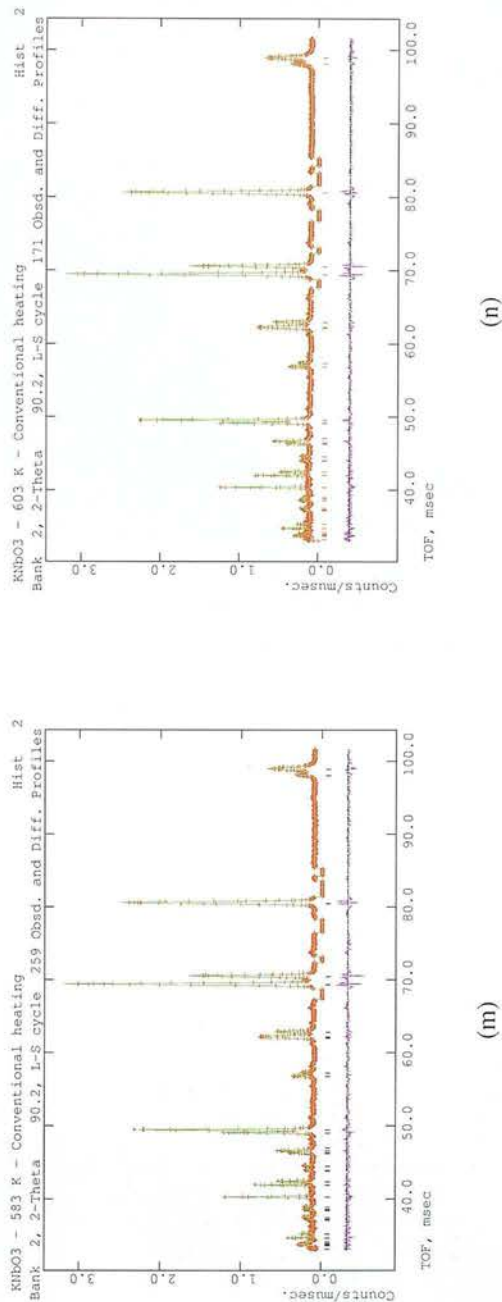 KNbO3 - 583 K - Conventional heating Hist 2
Bank 2, 2-Theta 90.2, L-S cycle 259 Obsd. and Diff. Profiles
Counts/musec.
3.0
2.0
1.0
0.0
40.0 50.0 60.0 70.0 80.0 90.0 100.0
TOF, msec
(m)
KNbO3 - 603 K - Conventional heating Hist 2
Bank 2, 2-Theta 90.2, L-S cycle 171 Obsd. and Diff. Profiles
Counts/musec.
3.0
2.0
1.0
0.0
40.0 50.0 60.0 70.0 80.0 90.0 100.0
TOF, msec
(n)